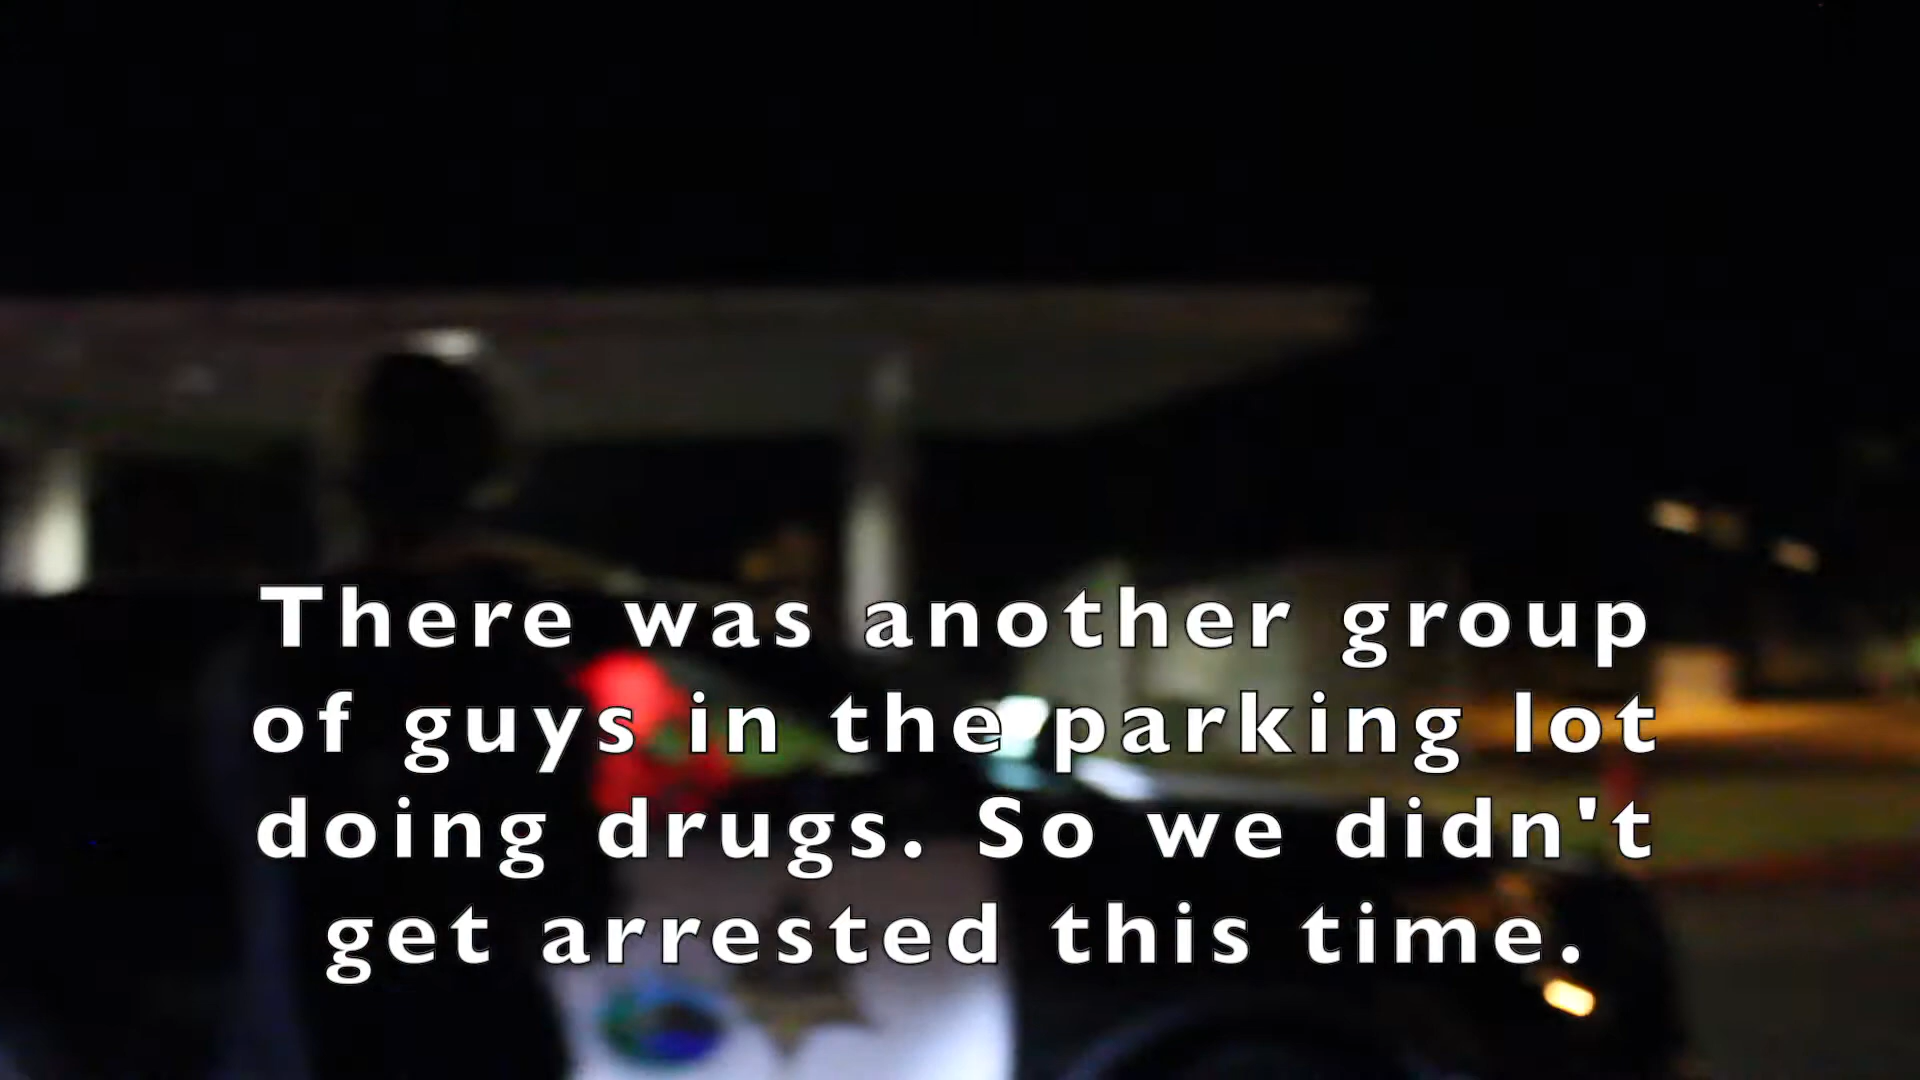 There was another group
of guys in the parking lot
doing drugs. So we didn't
get arrested this time.